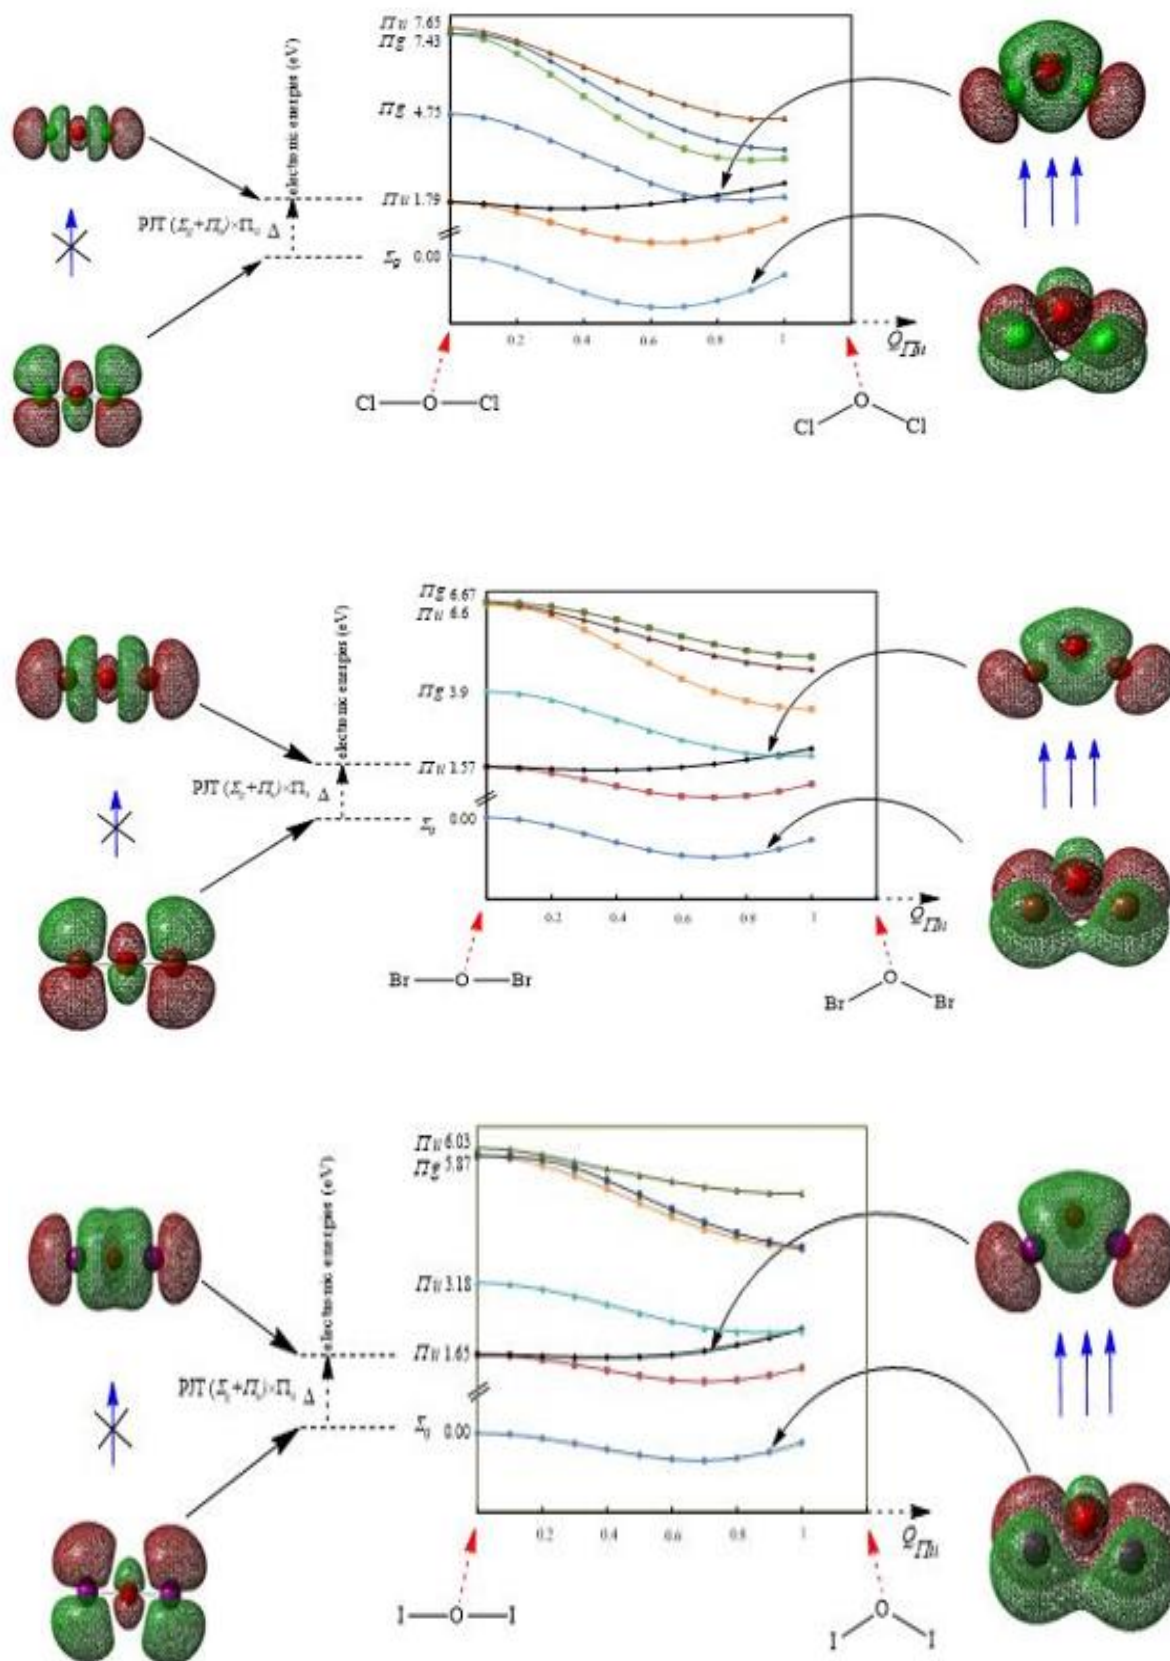 Πu 7.65
Πg 7.43
Πg 4.75
Πu 1.79
Σg 0.00
electronic energies (eV)
PJT (Σg+Πu)×Πu Δ
0.2 0.4 0.6 0.8 1
QΠu
Cl O Cl
Cl O Cl
Πg 6.67
Πu 6.6
Πg 3.9
Πu 1.57
Σg 0.00
electronic energies (eV)
PJT (Σg+Πu)×Πu Δ
0.2 0.4 0.6 0.8 1
QΠu
Br O Br
Br O Br
Πu 6.03
Πg 5.87
Πu 3.18
Πu 1.65
Σg 0.00
electronic energies (eV)
PJT (Σg+Πu)×Πu Δ
0.2 0.4 0.6 0.8 1
QΠu
I O I
I O I